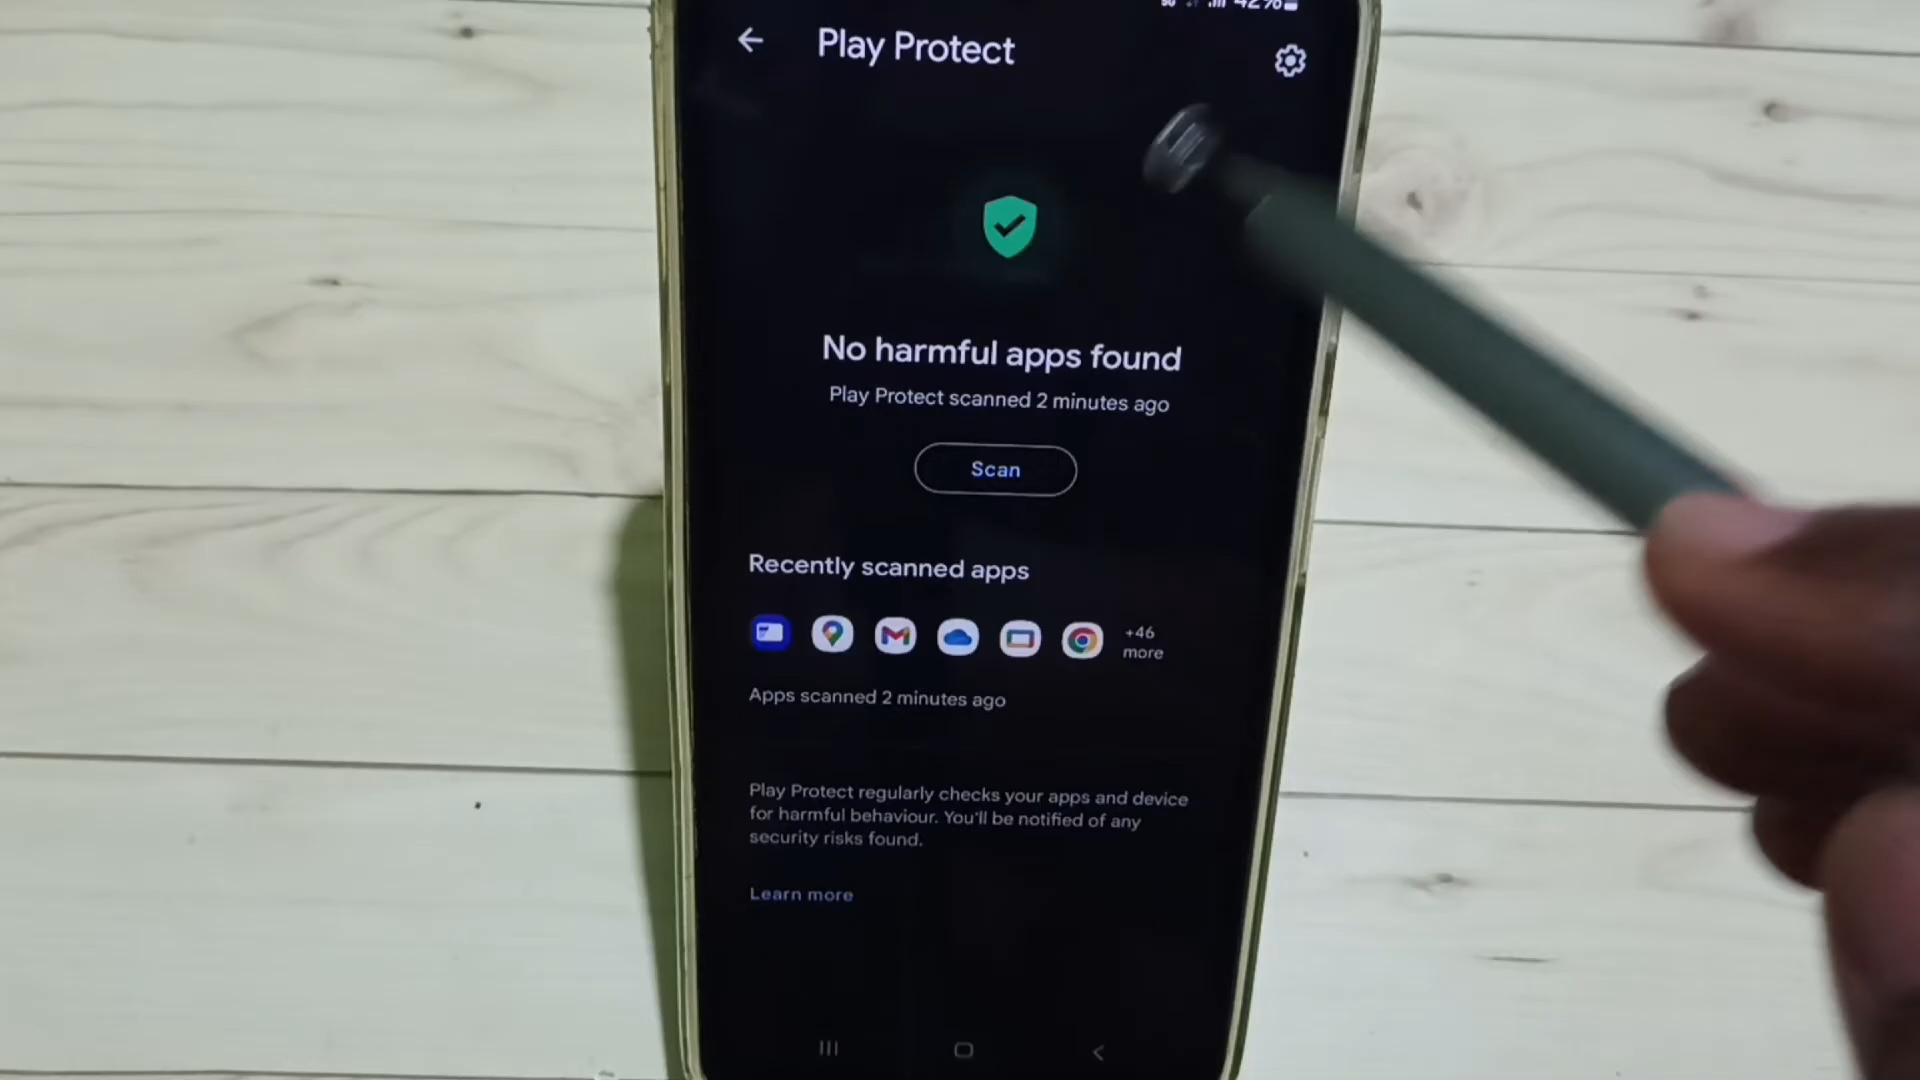 42%
Play Protect
No harmful apps found
Play Protect scanned 2 minutes ago
Scan
Recently scanned apps
+46
more
Apps scanned 2 minutes ago
Play Protect regularly checks your apps and device
for harmful behaviour. You'll be notified of any
security risks found.
Learn more